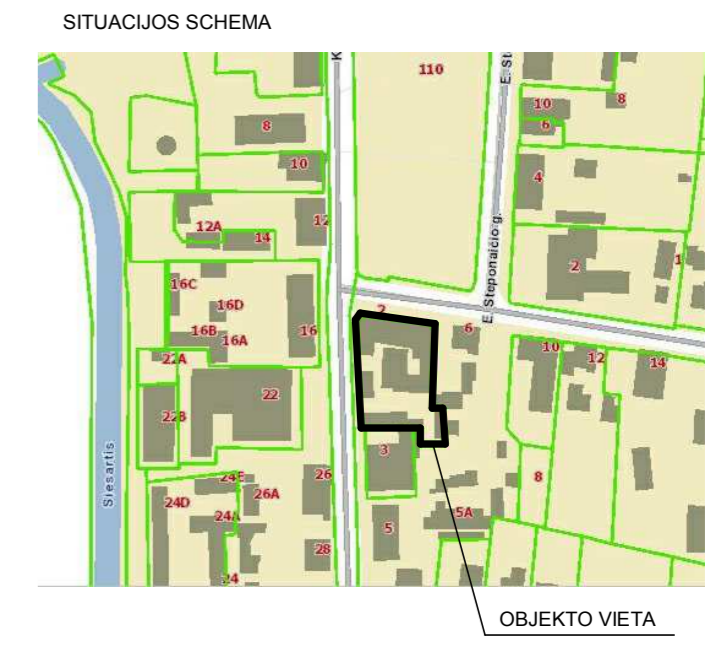 SITUACIJOS SCHEMA
110
E. St
8
10
6
8
10
4
12
12A
14
E. Steponaičio g.
2
1
16C
16D
2
16B
16A
16
6
22A
10
12
14
22
22B
Siesartis
3
24E
26
8
24D
26A
24A
5
5A
28
24
OBJEKTO VIETA